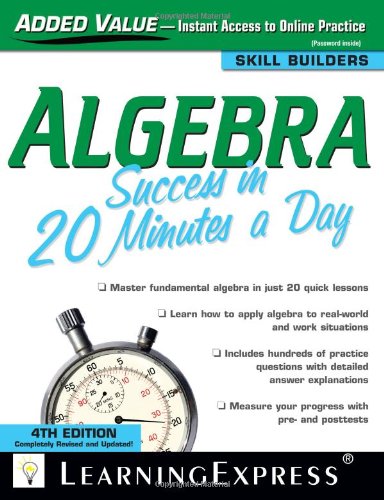 ADDED VALUE—INSTANT ACCESS TO ONLINE PRACTICE
(Password inside)
SKILL BUILDERS
ALGEBRA
Success in
20 Minutes a Day
Master fundamental algebra in just 20 quick lessons
Learn how to apply algebra to real-world
and work situations
Includes hundreds of practice
questions with detailed
answer explanations
Measure your progress with
pre- and posttests
4TH EDITION
Completely Revised and Updated!
LEARNINGEXPRESS®